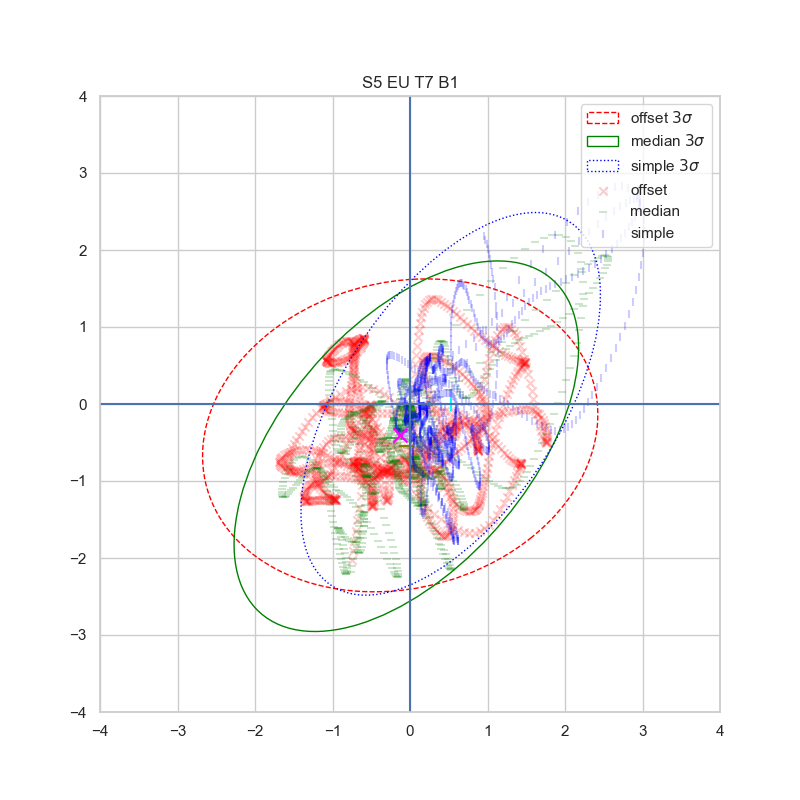 S5 EU T7 B1
offset 3σ
median 3σ
simple 3σ
offset
median
simple
4
3
2
1
0
−1
−2
−3
−4
−4 −3 −2 −1 0 1 2 3 4